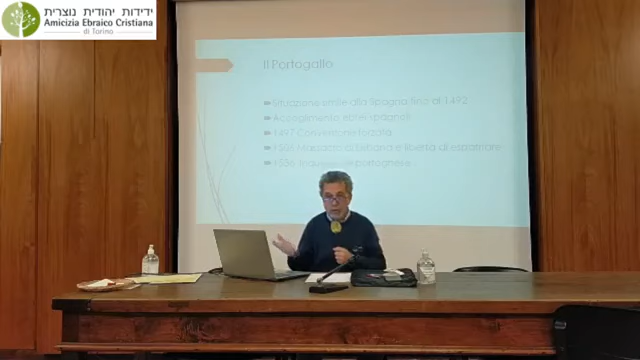 ידידות יהודית נוצרית
Amicizia Ebraico Cristiana
di Torino
Il Portogallo
Situazione simile alla Spagna fino al 1492
Accoglimento ebrei spagnoli
1497 Conversione forzata
1506 Massacro di Lisbona e libertà di espatriare
1536 Inquisizione portoghese